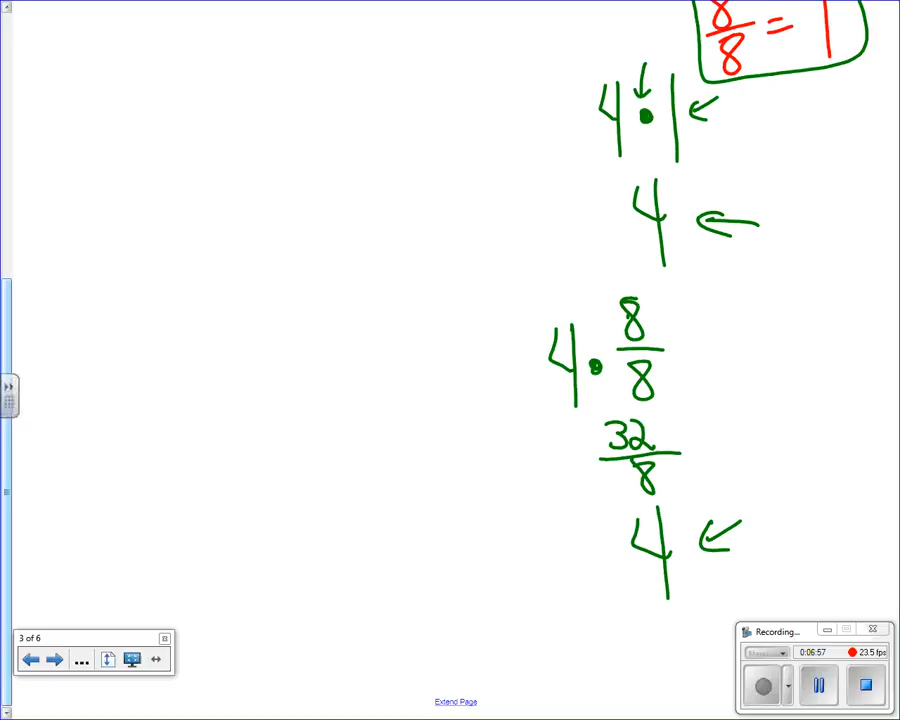 8/8 = 1
4 • 1
4
4 • 8/8
32/8
4
3 of 6
...
Recording...
0:06:57
23.5 fps
Extend Page